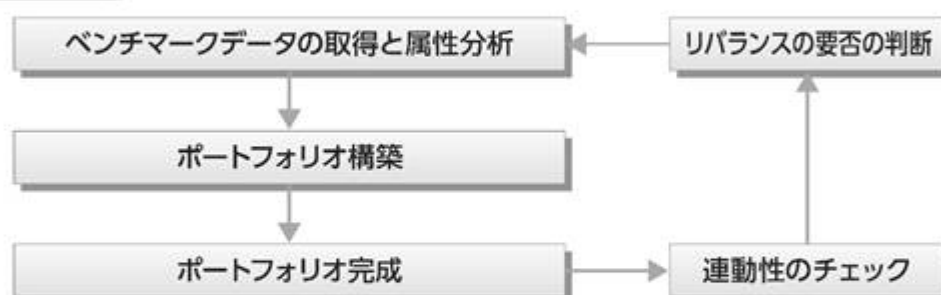 ベンチマークデータの取得と属性分析
リバランスの要否の判断
ポートフォリオ構築
ポートフォリオ完成
連動性のチェック